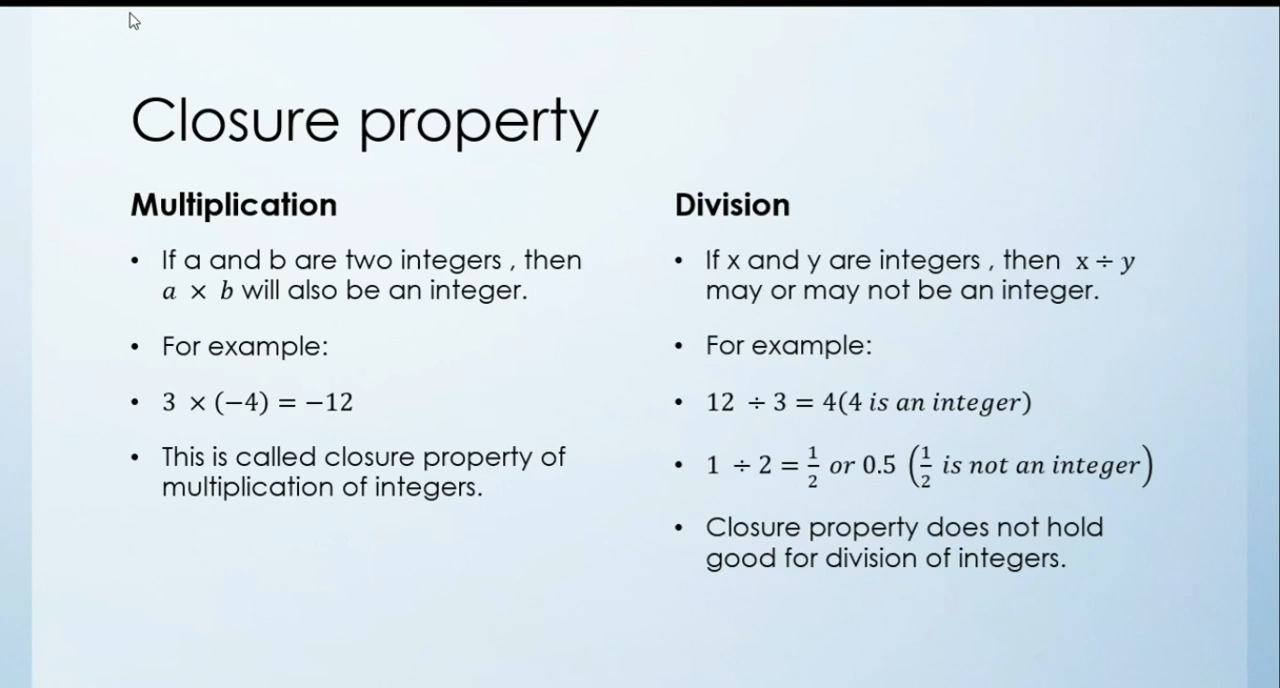 Closure property
Multiplication
• If a and b are two integers , then
a × b will also be an integer.
• For example:
• 3 × (−4) = −12
• This is called closure property of
multiplication of integers.
Division
• If x and y are integers , then x ÷ y
may or may not be an integer.
• For example:
• 12 ÷ 3 = 4(4 is an integer)
• 1 ÷ 2 = 1/2 or 0.5 (1/2 is not an integer)
• Closure property does not hold
good for division of integers.